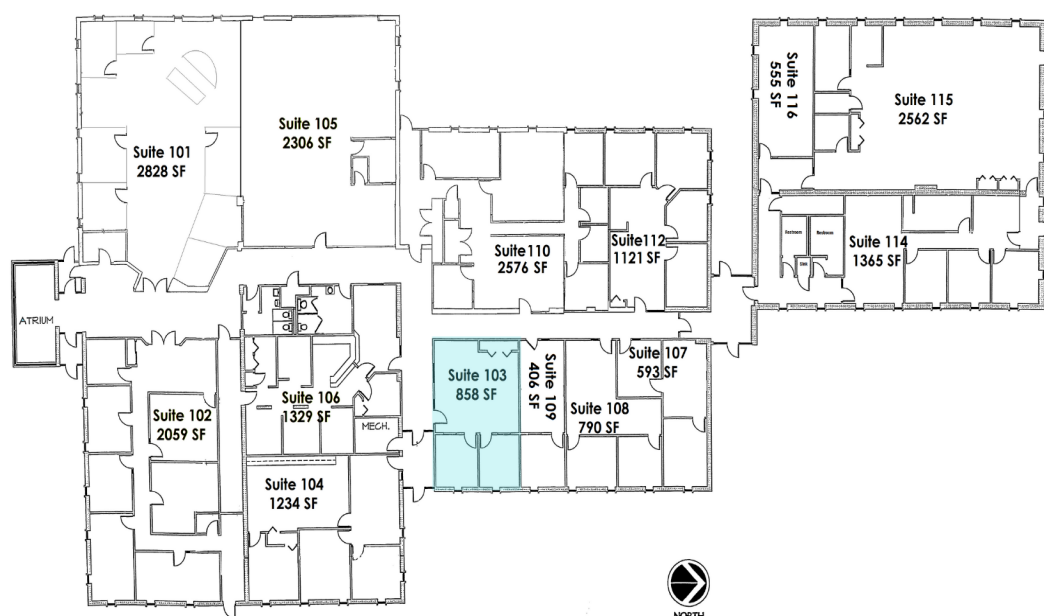 Suite 101
2828 SF
Suite 105
2306 SF
Suite 116
555 SF
Suite 115
2562 SF
Suite110
2576 SF
Suite112
1121 SF
Suite 114
1365 SF
Restroom
ATRIUM
Suite 102
2059 SF
Suite 106
1329 SF
MECH.
Suite 104
1234 SF
Suite 103
858 SF
Suite 109
406 SF
Suite 108
790 SF
Suite 107
593 SF
NORTH